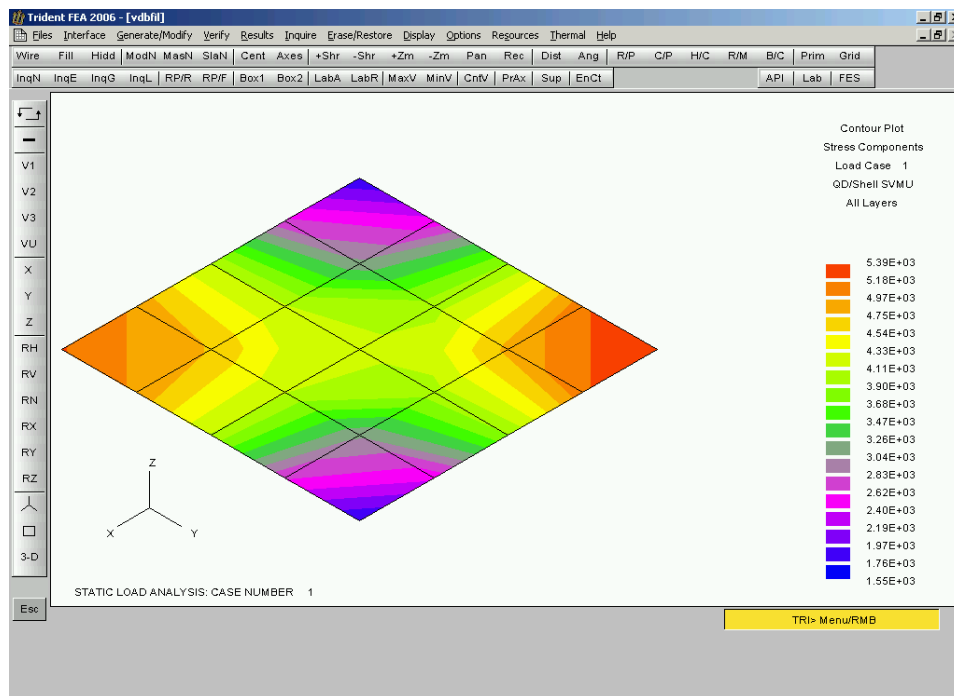 Trident FEA 2006 - [vdbfil]
Files Interface Generate/Modify Verify Results Inquire Erase/Restore Display Options Resources Thermal Help
Wire Fill Hidd ModN MasN SlaN Cent Axes +Shr -Shr +Zm -Zm Pan Rec Dist Ang R/P C/P H/C R/M B/C Prim Grid
InqN InqE InqG InqL RP/R RP/F Box1 Box2 LabA LabR MaxV MinV CntV PrAx Sup EnCt API Lab FES
V1
V2
V3
VU
X
Y
Z
RH
RV
RN
RX
RY
RZ
3-D
Esc
Contour Plot
Stress Components
Load Case 1
QD/Shell SVMU
All Layers
5.39E+03
5.18E+03
4.97E+03
4.75E+03
4.54E+03
4.33E+03
4.11E+03
3.90E+03
3.68E+03
3.47E+03
3.26E+03
3.04E+03
2.83E+03
2.62E+03
2.40E+03
2.19E+03
1.97E+03
1.76E+03
1.55E+03
Z
X Y
STATIC LOAD ANALYSIS: CASE NUMBER 1
TRI> Menu/RMB